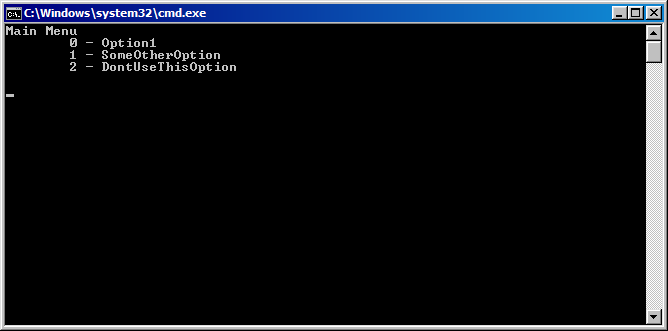 C:\Windows\system32\cmd.exe
Main Menu
0 - Option1
1 - SomeOtherOption
2 - DontUseThisOption